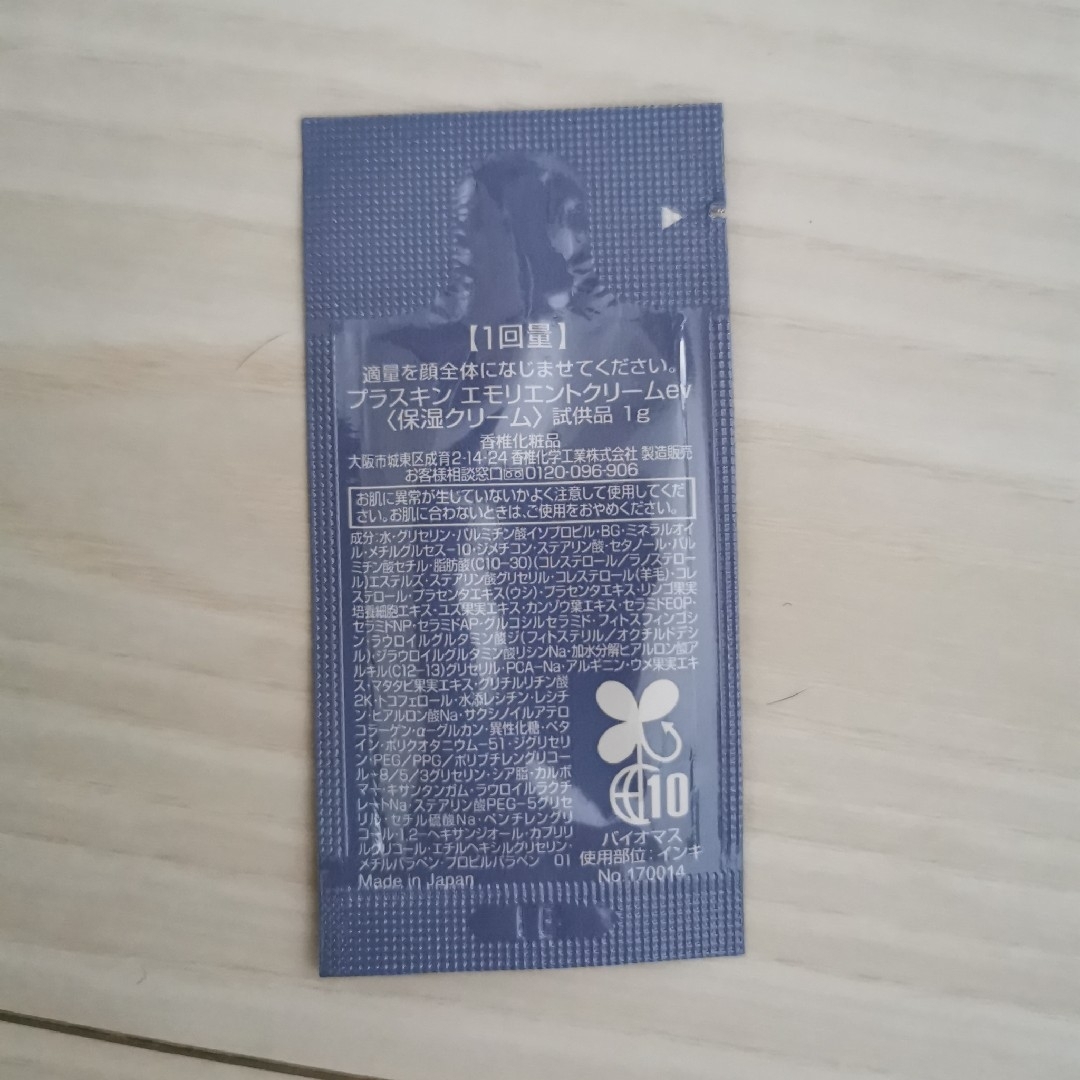 【1回量】
適量を顔全体になじませてください。
プラスキン エモリエントクリームev
〈保湿クリーム〉試供品 1g
香椎化粧品
大阪市城東区成育2-14-24 香椎化学工業株式会社 製造販売
お客様相談窓口 0120-096-906
お肌に異常が生じていないかよく注意して使用してくだ
さい。お肌に合わないときは、ご使用をおやめください。
成分:水・グリセリン・パルミチン酸イソプロピル・BG・ミネラルオイ
ル・メチルグルセス-10・ジメチコン・ステアリン酸・セタノール・パル
ミチン酸セチル・脂肪酸(C10-30)(コレステロール/ラノステロー
ル)エステルズ・ステアリン酸グリセリル・コレステロール(羊毛)・コレ
ステロール・プラセンタエキス(ウシ)・プラセンタエキス・リンゴ果実
培養細胞エキス・ユズ果実エキス・カンゾウ葉エキス・セラミドEOP・
セラミドNP・セラミドAP・グルコシルセラミド・フィトスフィンゴシ
ン・ラウロイルグルタミン酸ジ(フィトステリル/オクチルドデシ
ル)・ジラウロイルグルタミン酸リシンNa・加水分解ヒアルロン酸ア
ルキル(C12-13)グリセリル・PCA-Na・アルギニン・ウメ果実エキ
ス・マタタビ果実エキス・グリチルリチン酸
2K・トコフェロール・水添レシチン・レシチ
ン・ヒアルロン酸Na・サクシノイルアテロ
コラーゲン・α-グルカン・異性化糖・ベタ
イン・ポリクオタニウム-51・ジグリセリ
ン・PEG/PPG/ポリブチレングリコー
ル-8/5/3グリセリン・シア脂・カルボ
マー・キサンタンガム・ラウロイルラクチ
レートNa・ステアリン酸PEG-5グリセ
リル・セチル硫酸Na・ペンチレングリ
コール・1,2-ヘキサンジオール・カプリリ
ルグリコール・エチルヘキシルグリセリン・
メチルパラベン・プロピルパラベン 01
Made in Japan
10
バイオマス
使用部位:インキ
No.170014